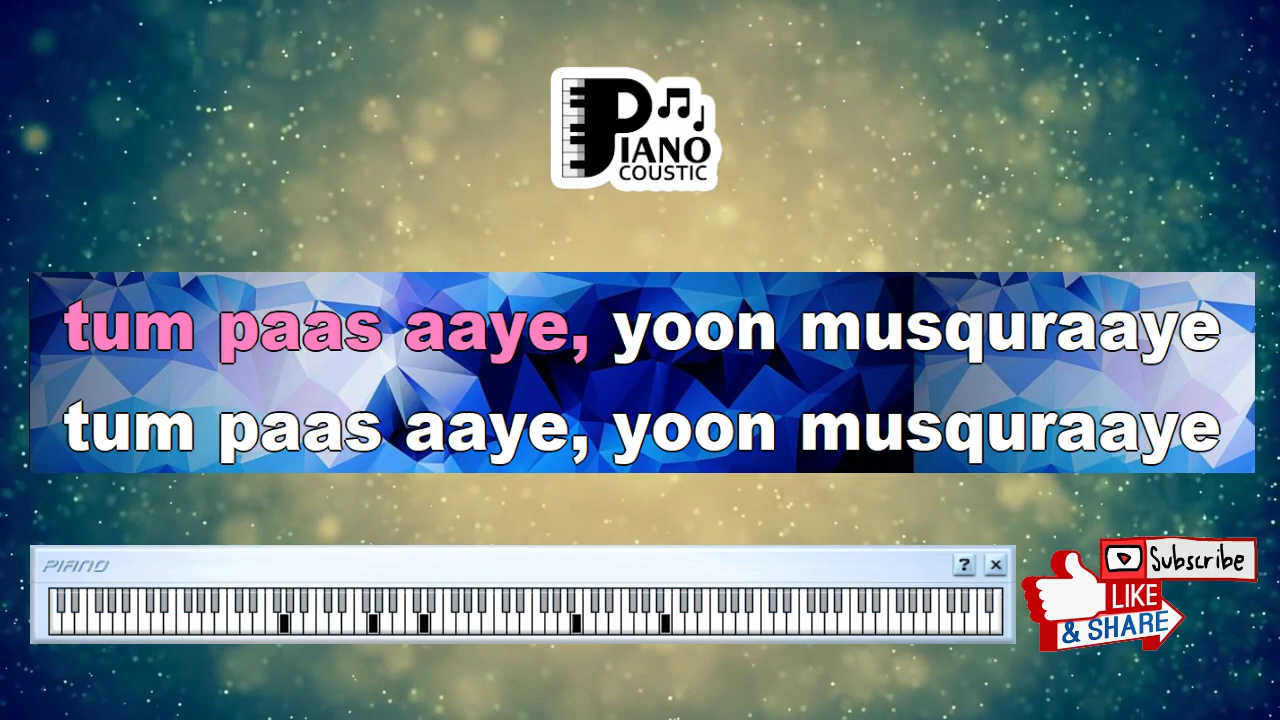 PIANO
COUSTIC
tum paas aaye, yoon musquraaye
tum paas aaye, yoon musquraaye
PIANO
? ×
Subscribe
LIKE
& SHARE